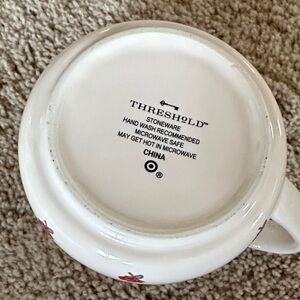 THRESHOLD™
STONEWARE
HAND WASH RECOMMENDED
MICROWAVE SAFE
MAY GET HOT IN MICROWAVE
CHINA
®